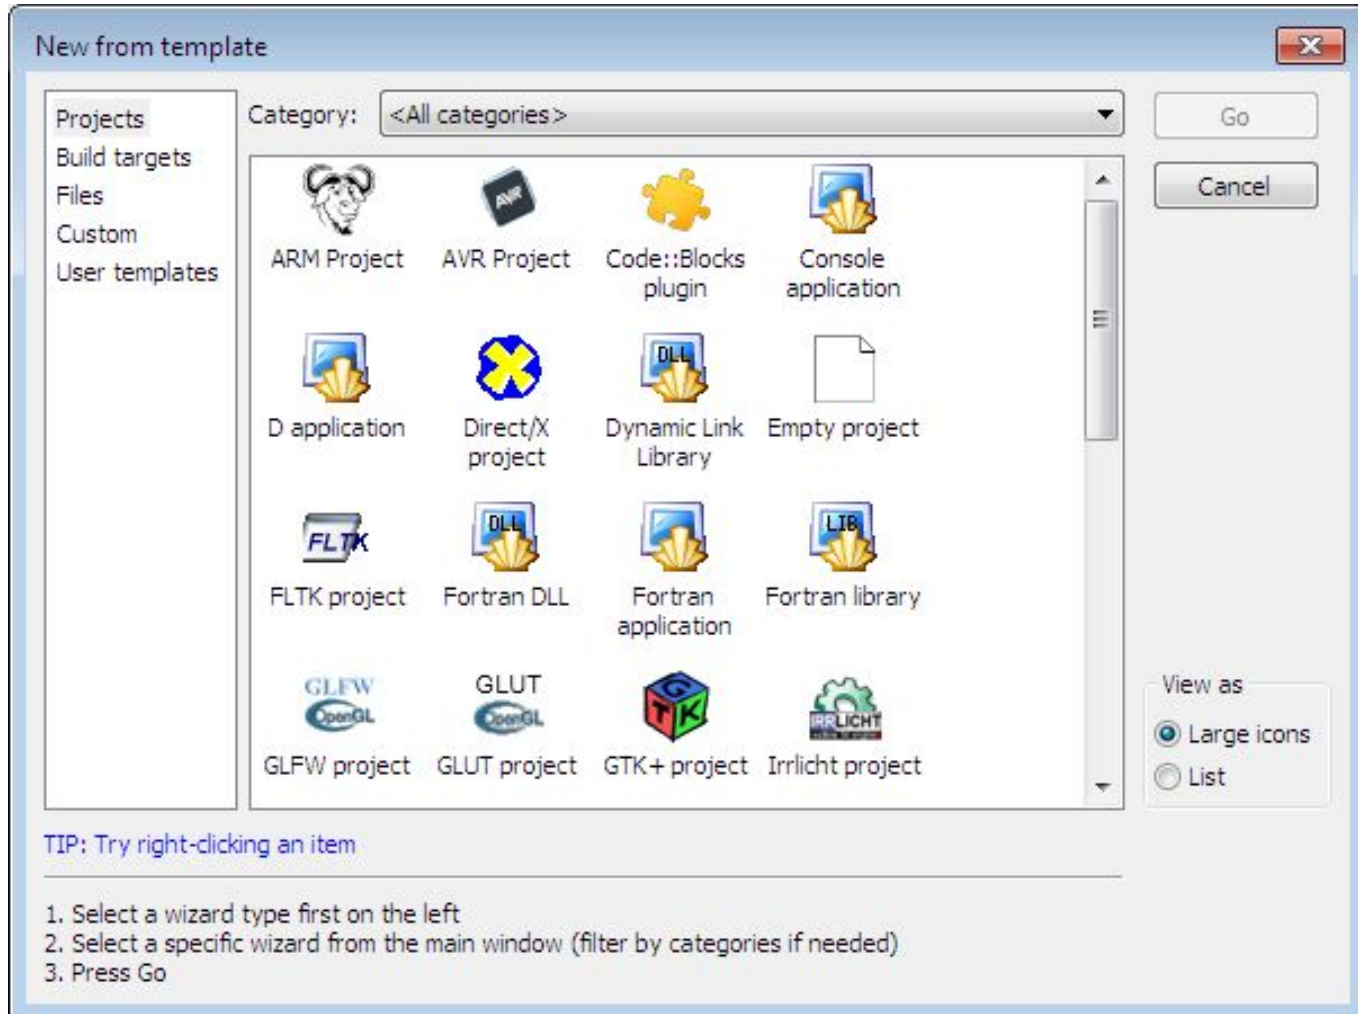 New from template
Projects
Build targets
Files
Custom
User templates
Category:
<All categories>
Go
Cancel
AVR
ARM Project
AVR Project
Code::Blocks
plugin
Console
application
DLL
D application
Direct/X
project
Dynamic Link
Library
Empty project
FLTK
DLL
LIB
FLTK project
Fortran DLL
Fortran
application
Fortran library
GLFW
OpenGL
GLUT
OpenGL
GTK
IRRLICHT
GLFW project
GLUT project
GTK+ project
Irrlicht project
View as
Large icons
List
TIP: Try right-clicking an item
1. Select a wizard type first on the left
2. Select a specific wizard from the main window (filter by categories if needed)
3. Press Go